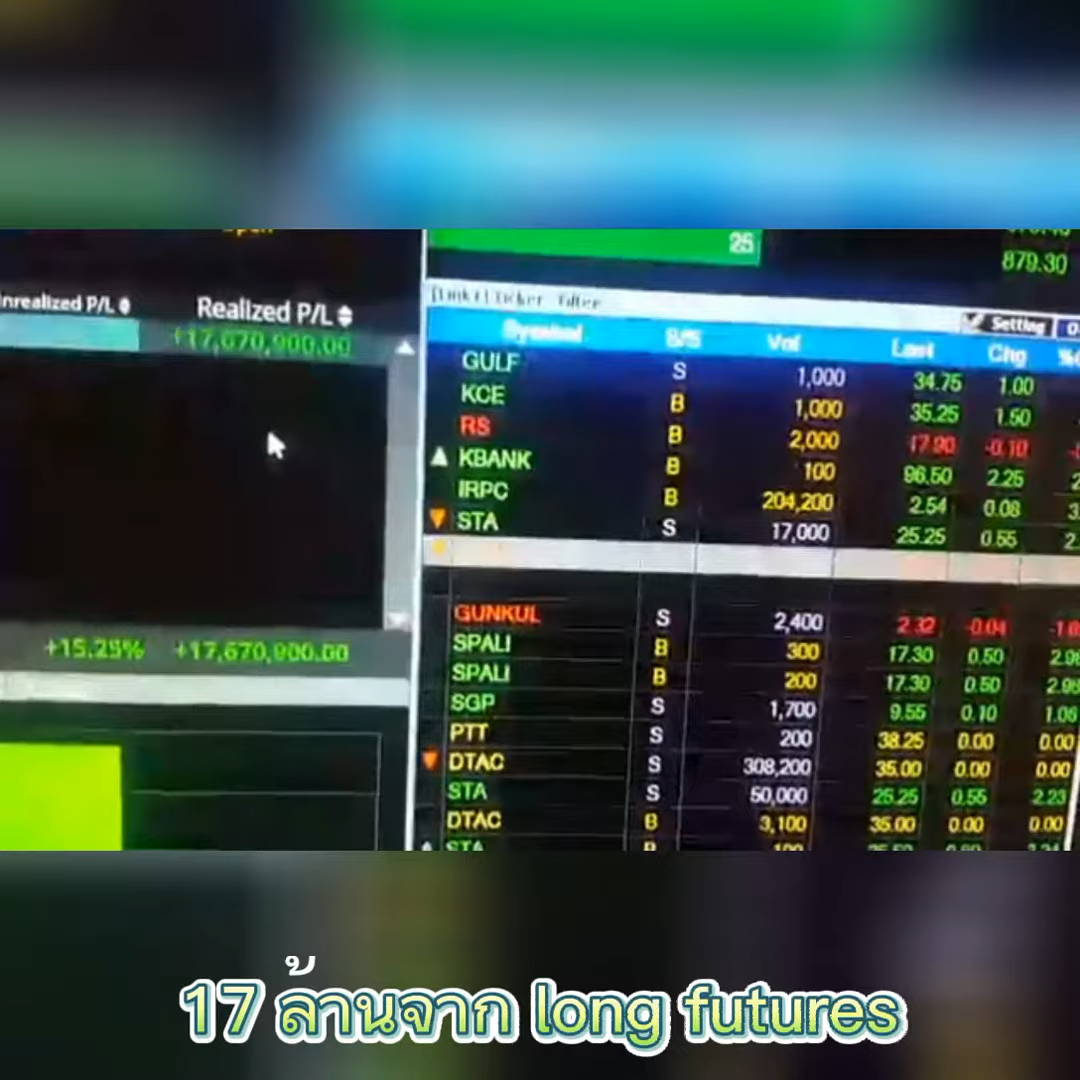 25
879.30
Unrealized P/L Realized P/L
+17,670,900.00
Ticker Filter
Setting
Symbol B/S Vol Last Chg
GULF S 1,000 34.75 1.00
KCE B 1,000 35.25 1.50
RS B 2,000 17.90 -0.10
KBANK B 100 96.50 2.25
IRPC B 204,200 2.54 0.08
STA S 17,000 25.25 0.55
GUNKUL S 2,400 2.32 -0.04
SPALI B 300 17.30 0.50 2.98
SPALI B 200 17.30 0.50 2.98
SGP S 1,700 9.55 0.10 1.06
PTT S 200 38.25 0.00 0.00
DTAC S 308,200 35.00 0.00 0.00
STA S 50,000 25.25 0.55 2.23
DTAC B 3,100 35.00 0.00 0.00
STA B 100
+15.25% +17,670,900.00
17 ล้านจาก long futures